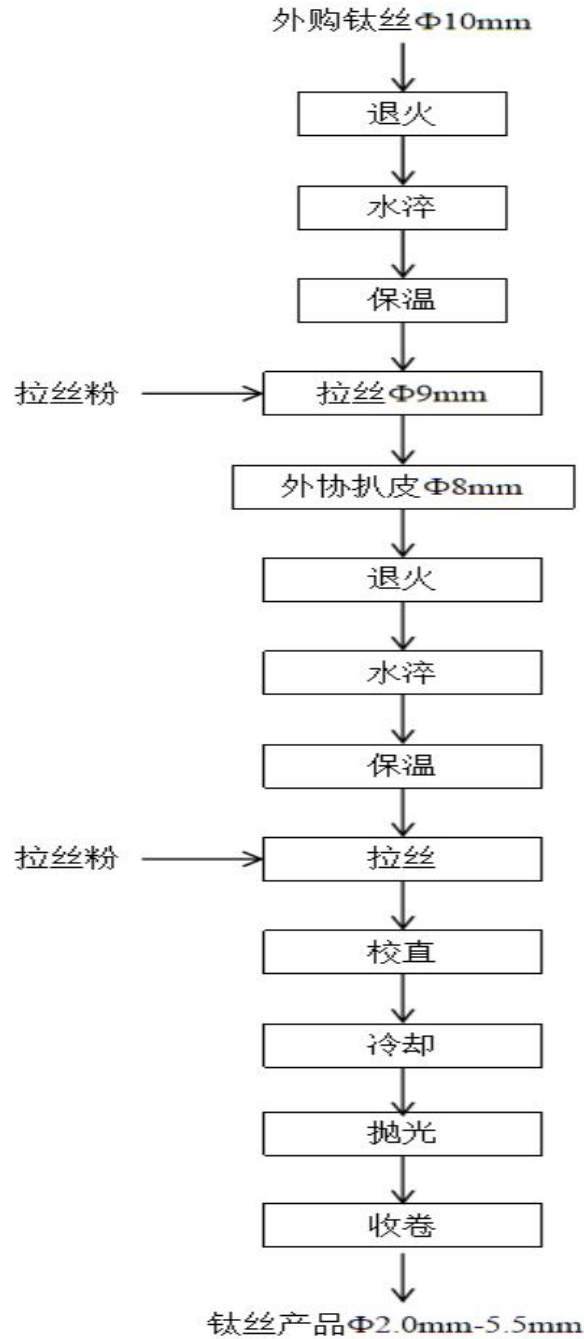 外购钛丝Φ10mm
退火
水淬
保温
拉丝粉
拉丝Φ9mm
外协扒皮Φ8mm
退火
水淬
保温
拉丝粉
拉丝
校直
冷却
抛光
收卷
钛丝产品Φ2.0mm-5.5mm